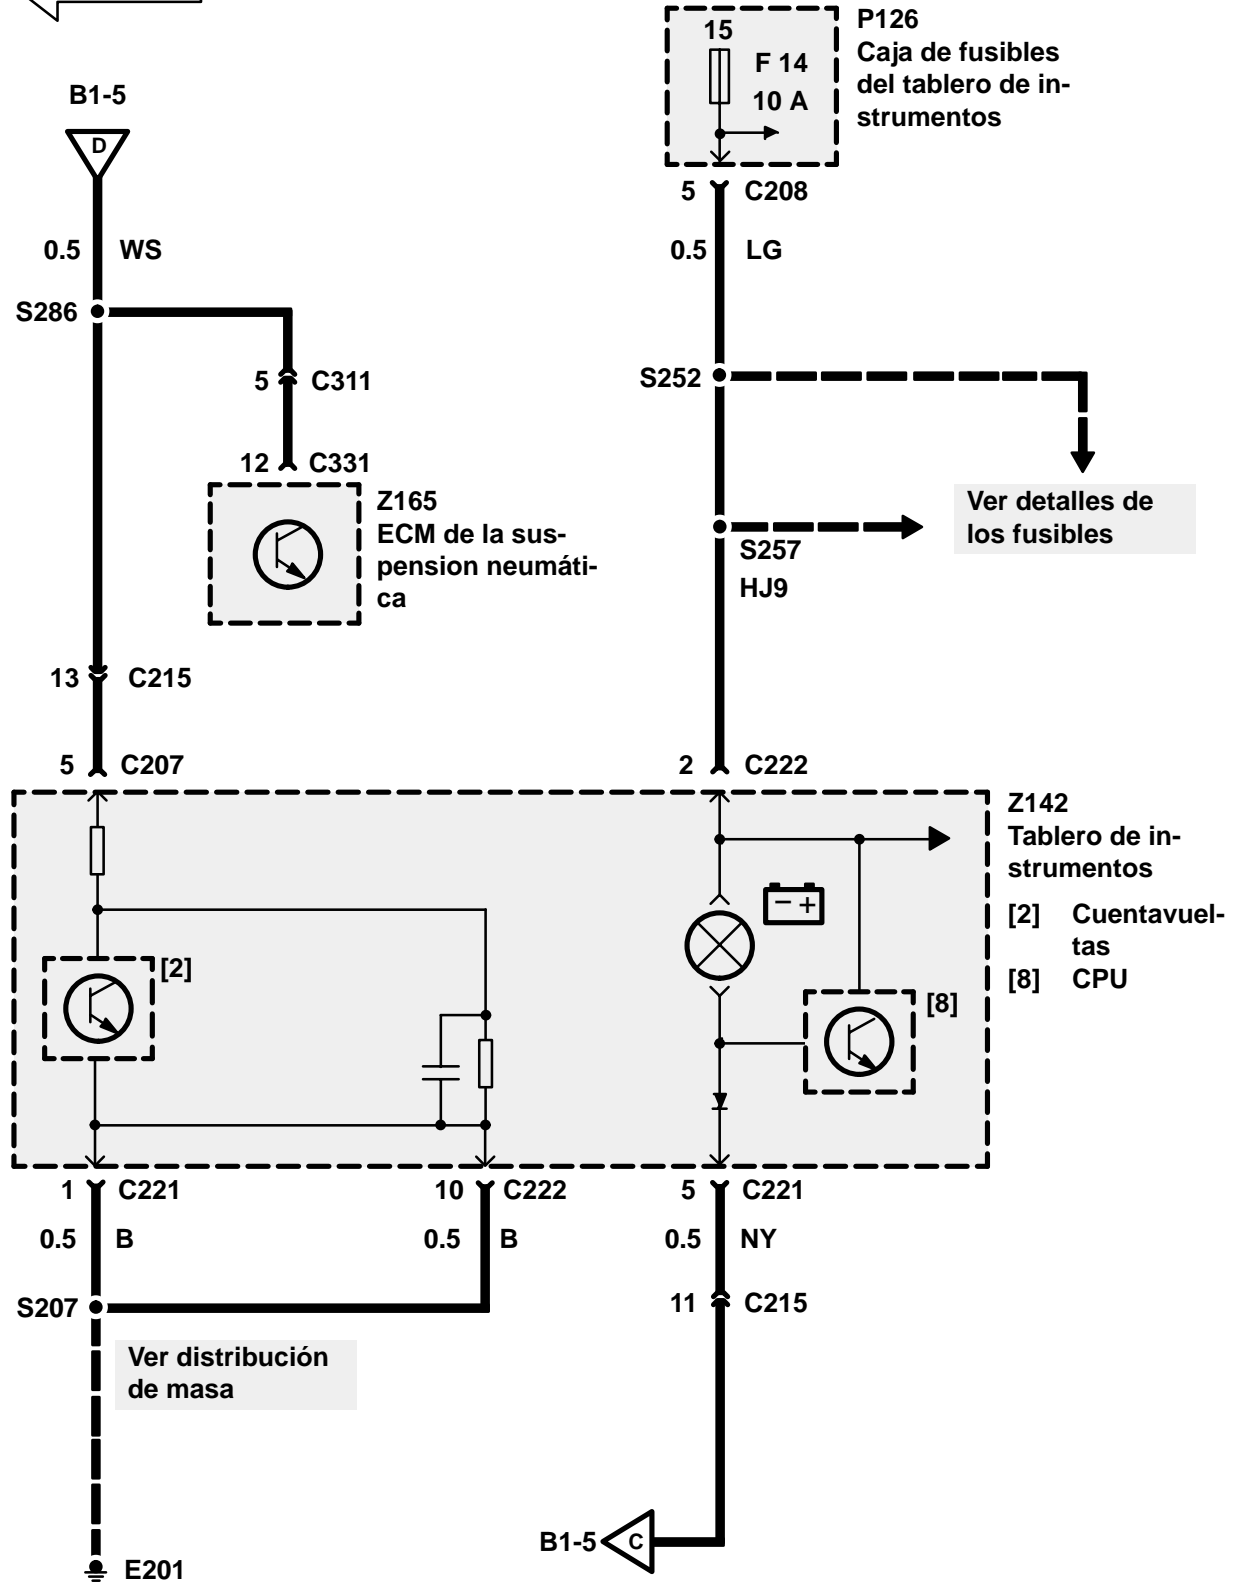 P126
Caja de fusibles
del tablero de in-
strumentos
15
F 14
10 A
B1-5
D
5 C208
0.5 WS
0.5 LG
S286
5 C311
S252
12 C331
Z165
ECM de la sus-
pension neumáti-
ca
Ver detalles de
los fusibles
S257
HJ9
13 C215
5 C207
2 C222
Z142
Tablero de in-
strumentos
[2] Cuentavuel-
tas
[8] CPU
- +
[2]
[8]
1 C221
10 C222
5 C221
0.5 B
0.5 B
0.5 NY
S207
11 C215
Ver distribución
de masa
B1-5
C
E201